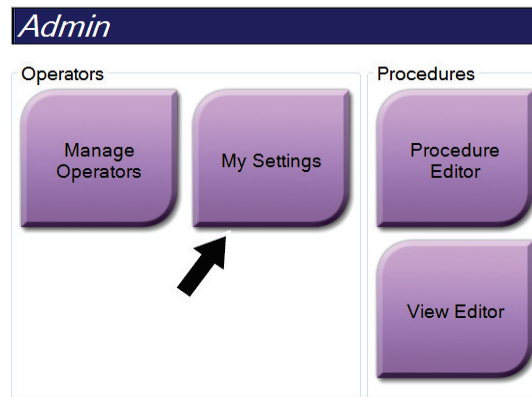 Admin
Operators
Manage
Operators
My Settings
Procedures
Procedure
Editor
View Editor